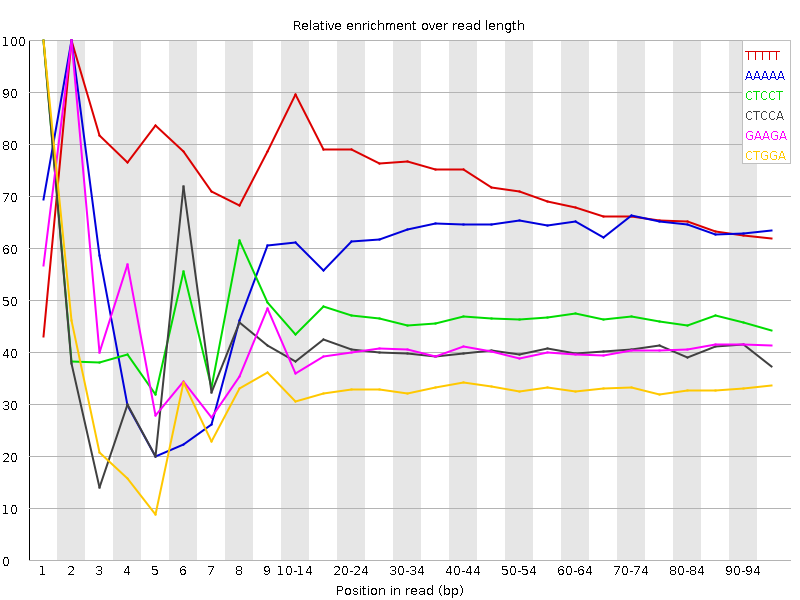 Relative enrichment over read length
100
90
80
70
60
50
40
30
20
10
0
TTTTT
AAAAA
CTCCT
CTCCA
GAAGA
CTGGA
1 2 3 4 5 6 7 8 9 10-14 20-24 30-34 40-44 50-54 60-64 70-74 80-84 90-94
Position in read (bp)